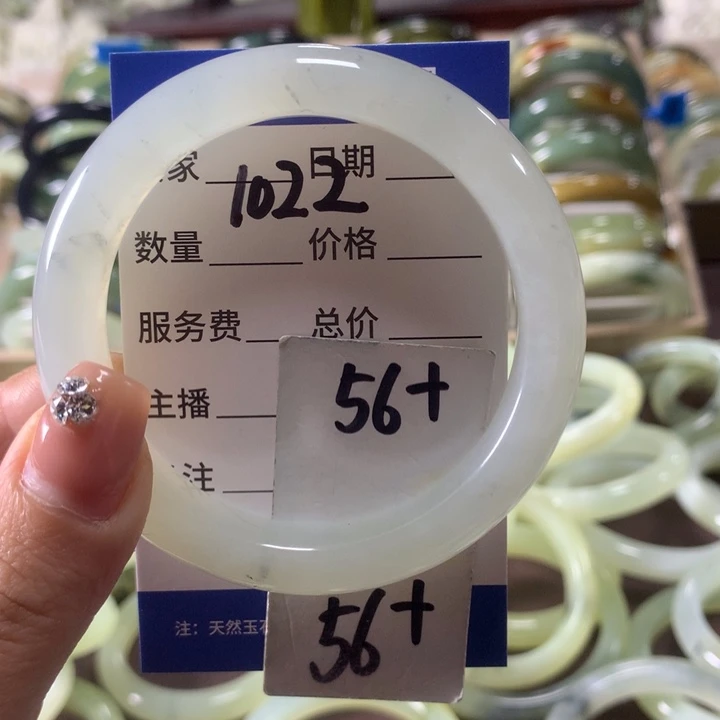 家 日期
1022
数量 价格
服务费 总价
主播
56+
注
注：天然玉石
56+